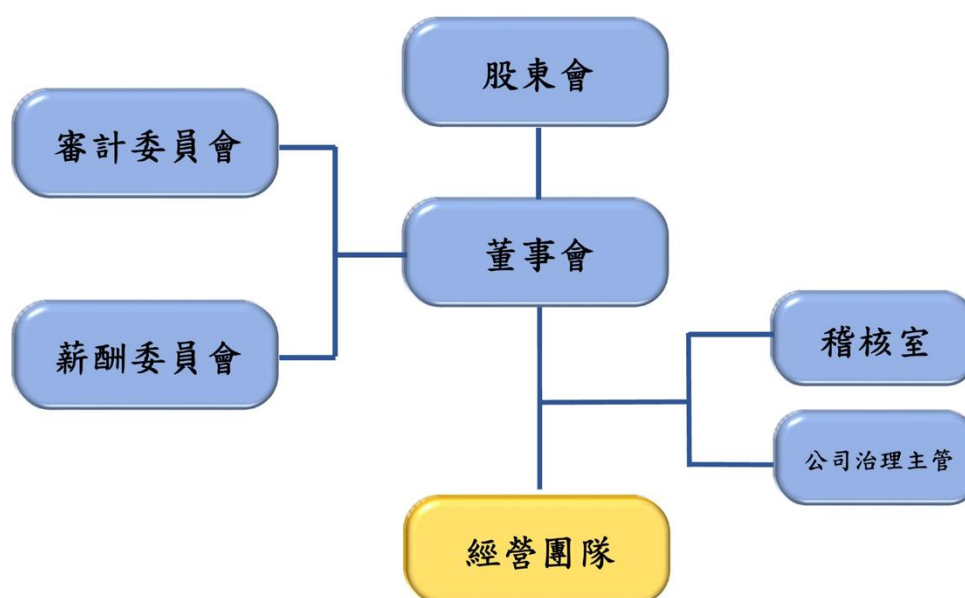 股東會
審計委員會
董事會
薪酬委員會
稽核室
公司治理主管
經營團隊